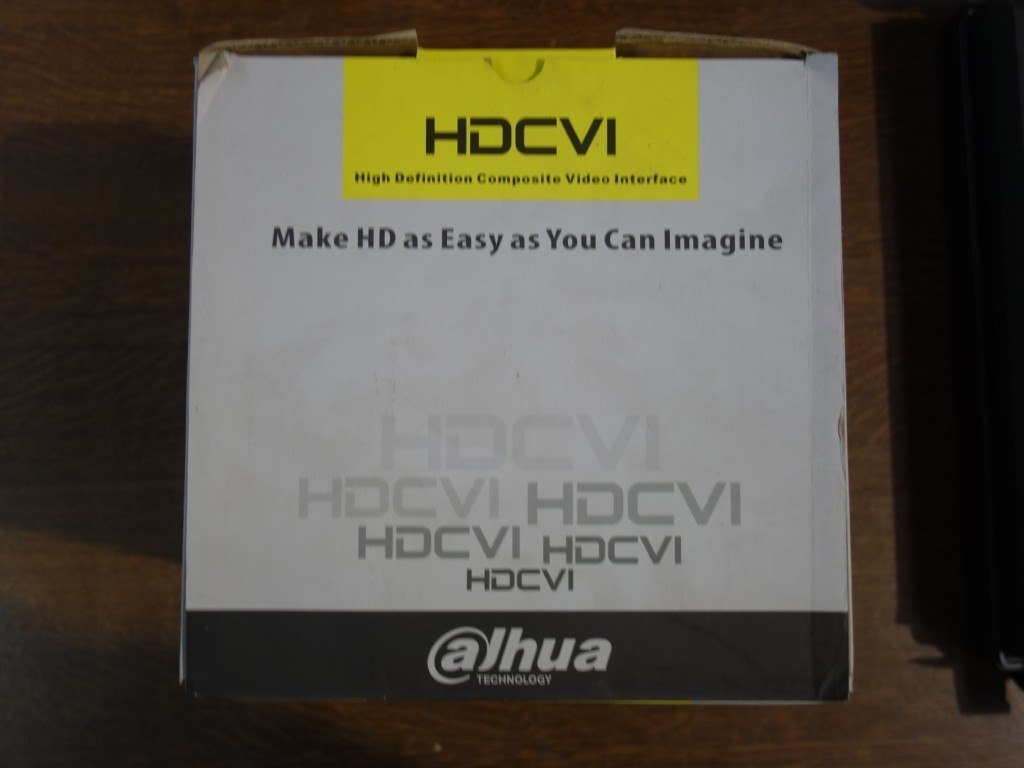 HDCVI
High Definition Composite Video Interface
Make HD as Easy as You Can Imagine
HDCVI
HDCVI HDCVI
HDCVI HDCVI
HDCVI
alhua
TECHNOLOGY